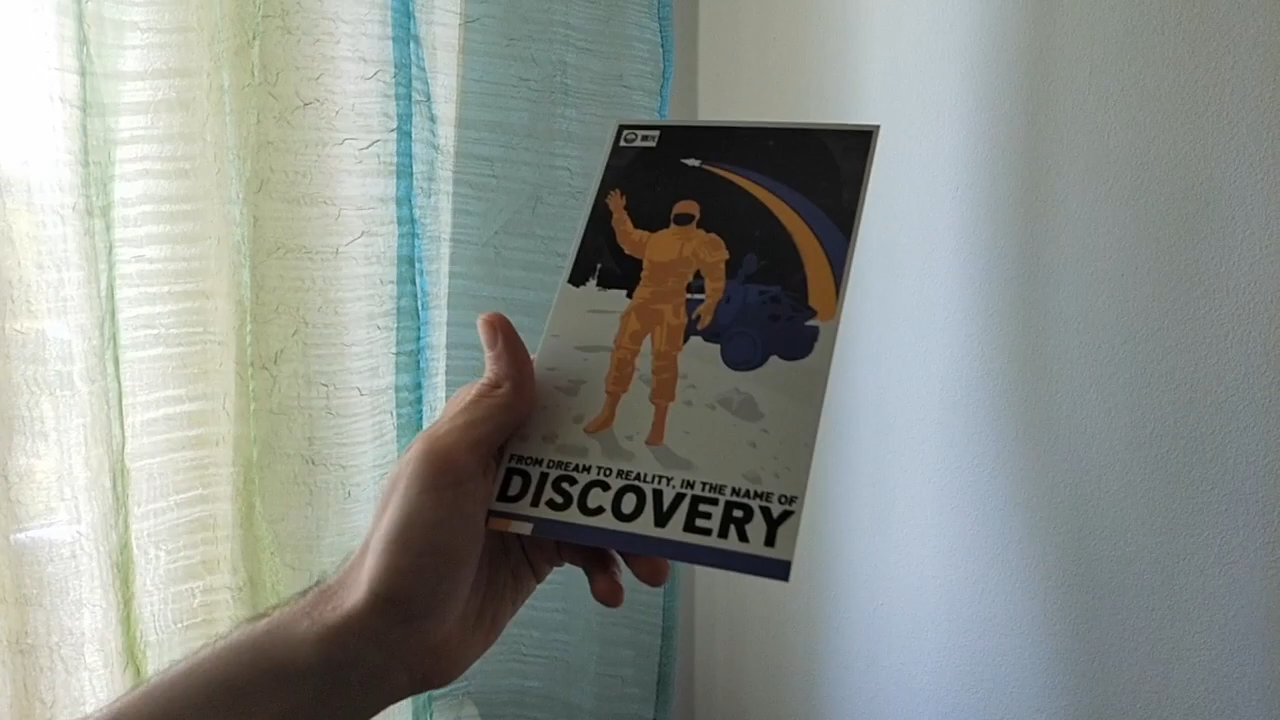 FROM DREAM TO REALITY, IN THE NAME OF
DISCOVERY